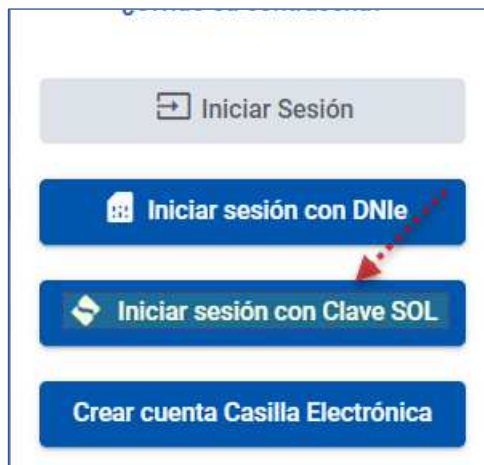 Iniciar Sesión
Iniciar sesión con DNIe
Iniciar sesión con Clave SOL
Crear cuenta Casilla Electrónica